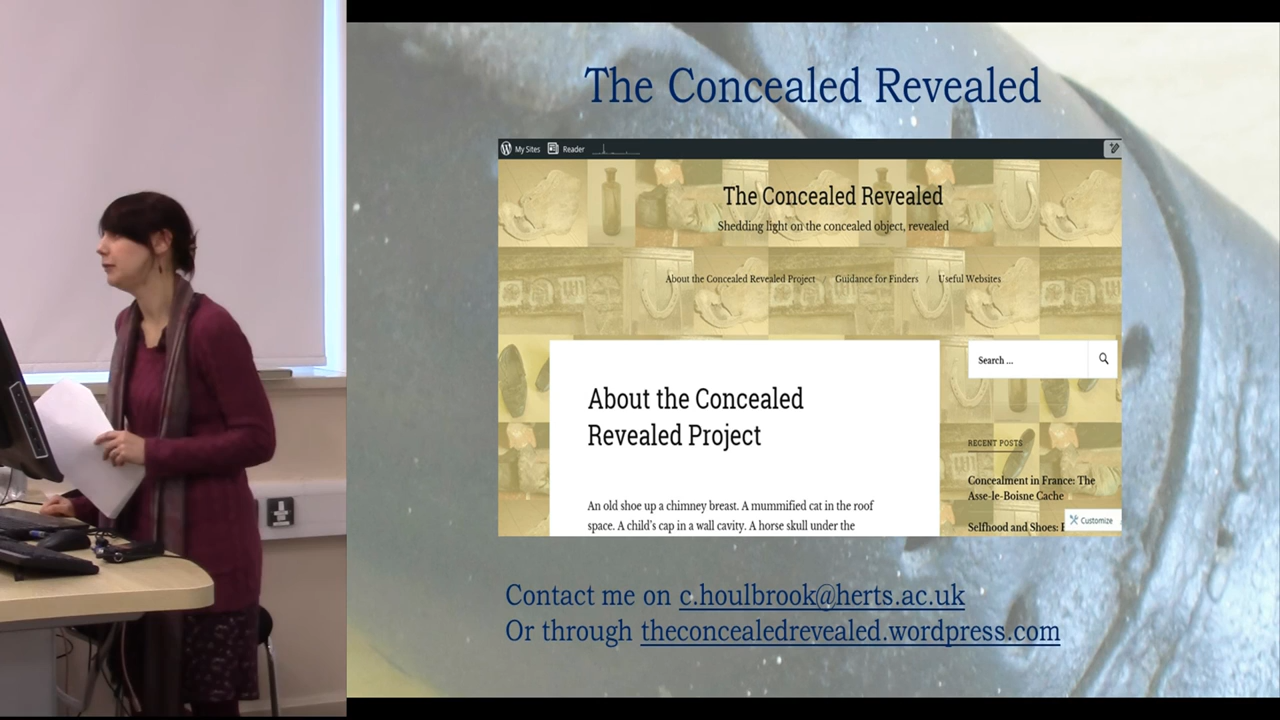 The Concealed Revealed
My Sites Reader
The Concealed Revealed
Shedding light on the concealed object, revealed
About the Concealed Revealed Project / Guidance for Finders / Useful Websites
Search ...
About the Concealed
Revealed Project
An old shoe up a chimney breast. A mummified cat in the roof
space. A child's cap in a wall cavity. A horse skull under the
RECENT POSTS
Concealment in France: The
Asse-le-Boisne Cache
Selfhood and Shoes:
Customize
Contact me on c.houlbrook@herts.ac.uk
Or through theconcealedrevealed.wordpress.com